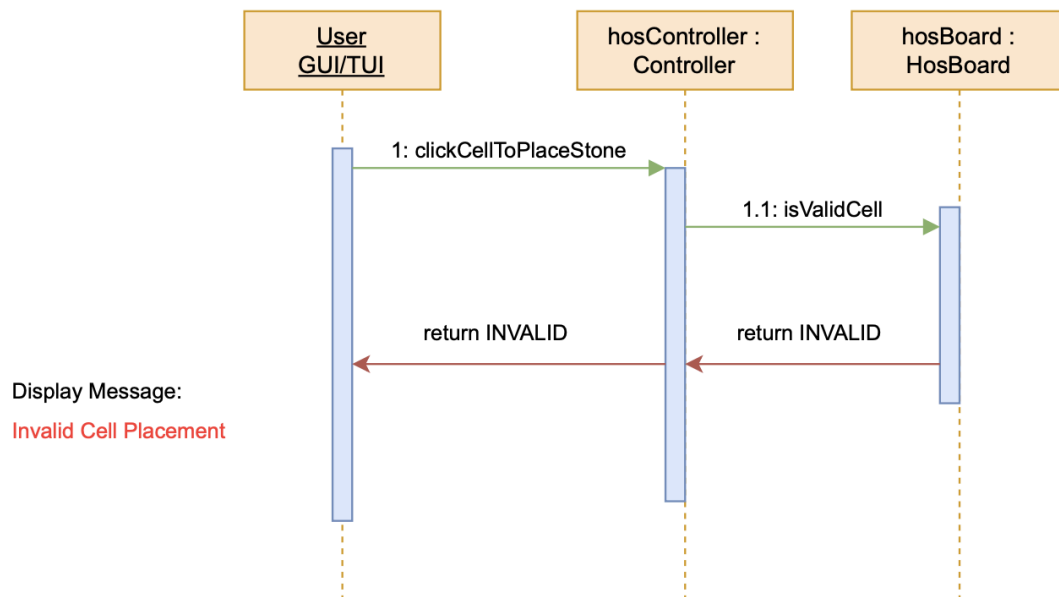 User
GUI/TUI
hosController :
Controller
hosBoard :
HosBoard
1: clickCellToPlaceStone
1.1: isValidCell
return INVALID
return INVALID
Display Message:
Invalid Cell Placement